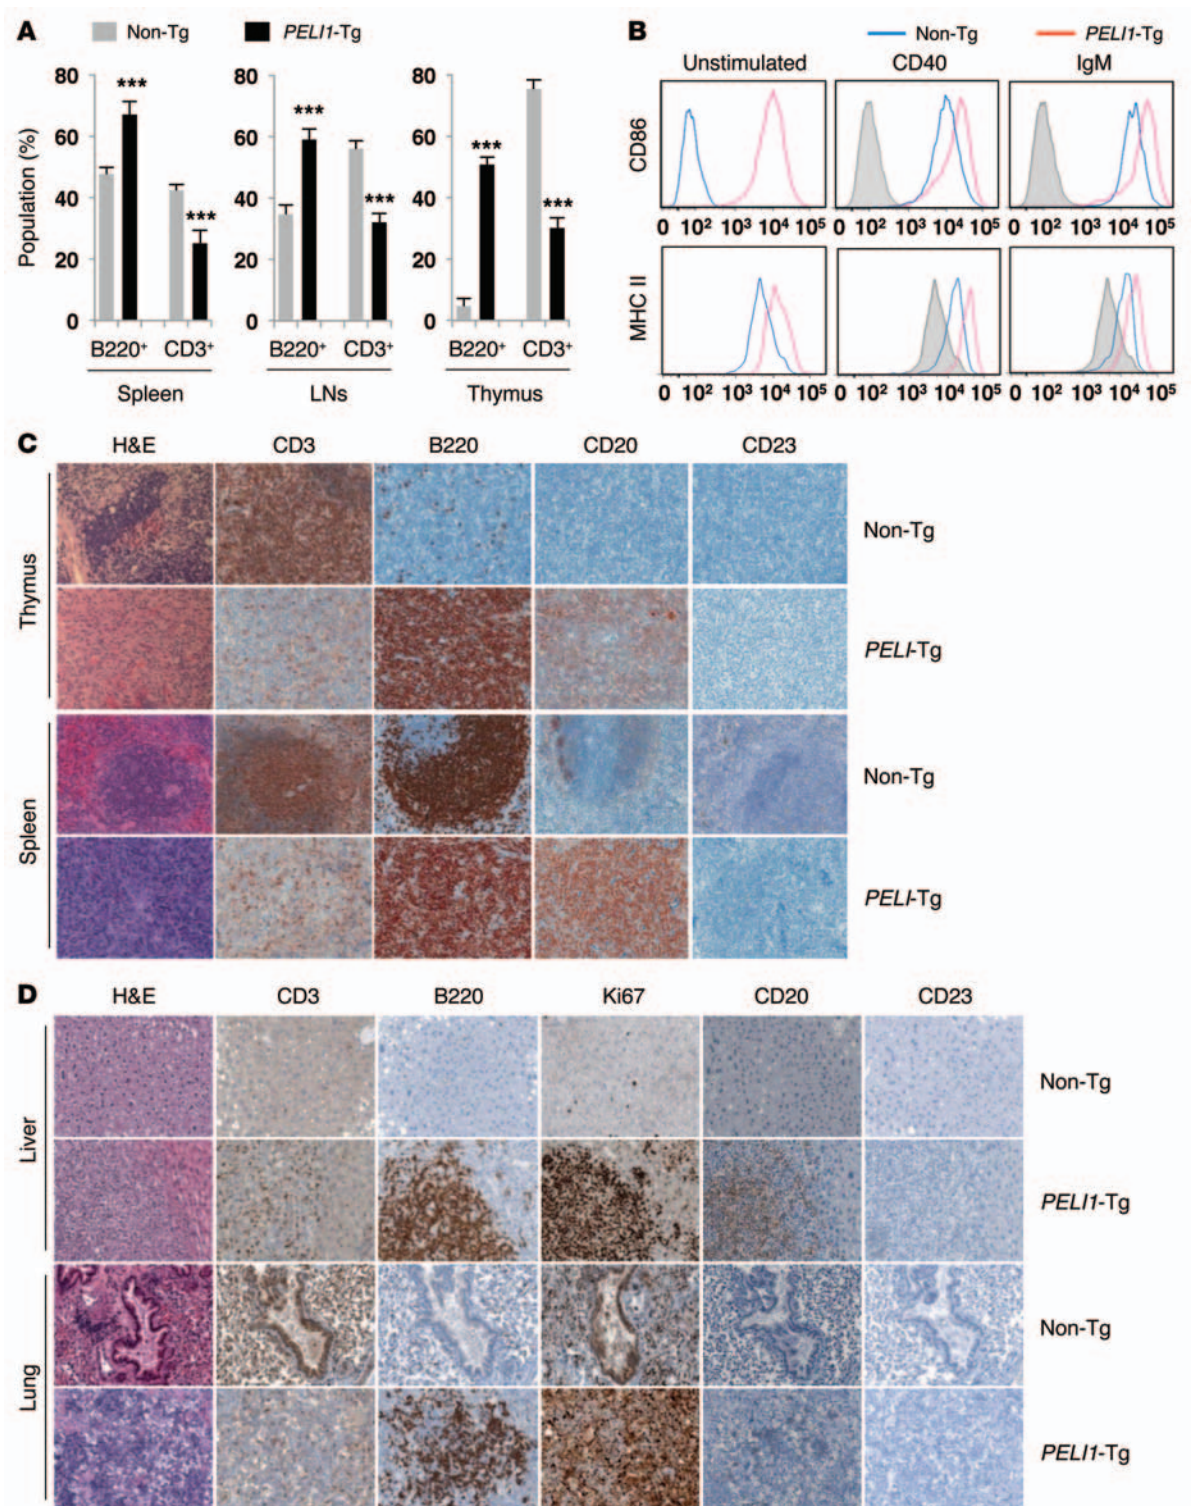 A
Non-Tg
PELI1-Tg
Population (%)
80
60
40
20
0
***
***
B220+ CD3+
Spleen
80
60
40
20
0
***
***
B220+ CD3+
LNs
80
60
40
20
0
***
***
B220+ CD3+
Thymus
B
Non-Tg
PELI1-Tg
Unstimulated CD40 IgM
CD86
0 10² 10³ 10⁴ 10⁵ 0 10² 10³ 10⁴ 10⁵ 0 10² 10³ 10⁴ 10⁵
MHC II
0 10² 10³ 10⁴ 10⁵ 0 10² 10³ 10⁴ 10⁵ 0 10² 10³ 10⁴ 10⁵
C
H&E CD3 B220 CD20 CD23
Thymus
Non-Tg
PELI-Tg
Spleen
Non-Tg
PELI-Tg
D
H&E CD3 B220 Ki67 CD20 CD23
Liver
Non-Tg
PELI1-Tg
Lung
Non-Tg
PELI1-Tg